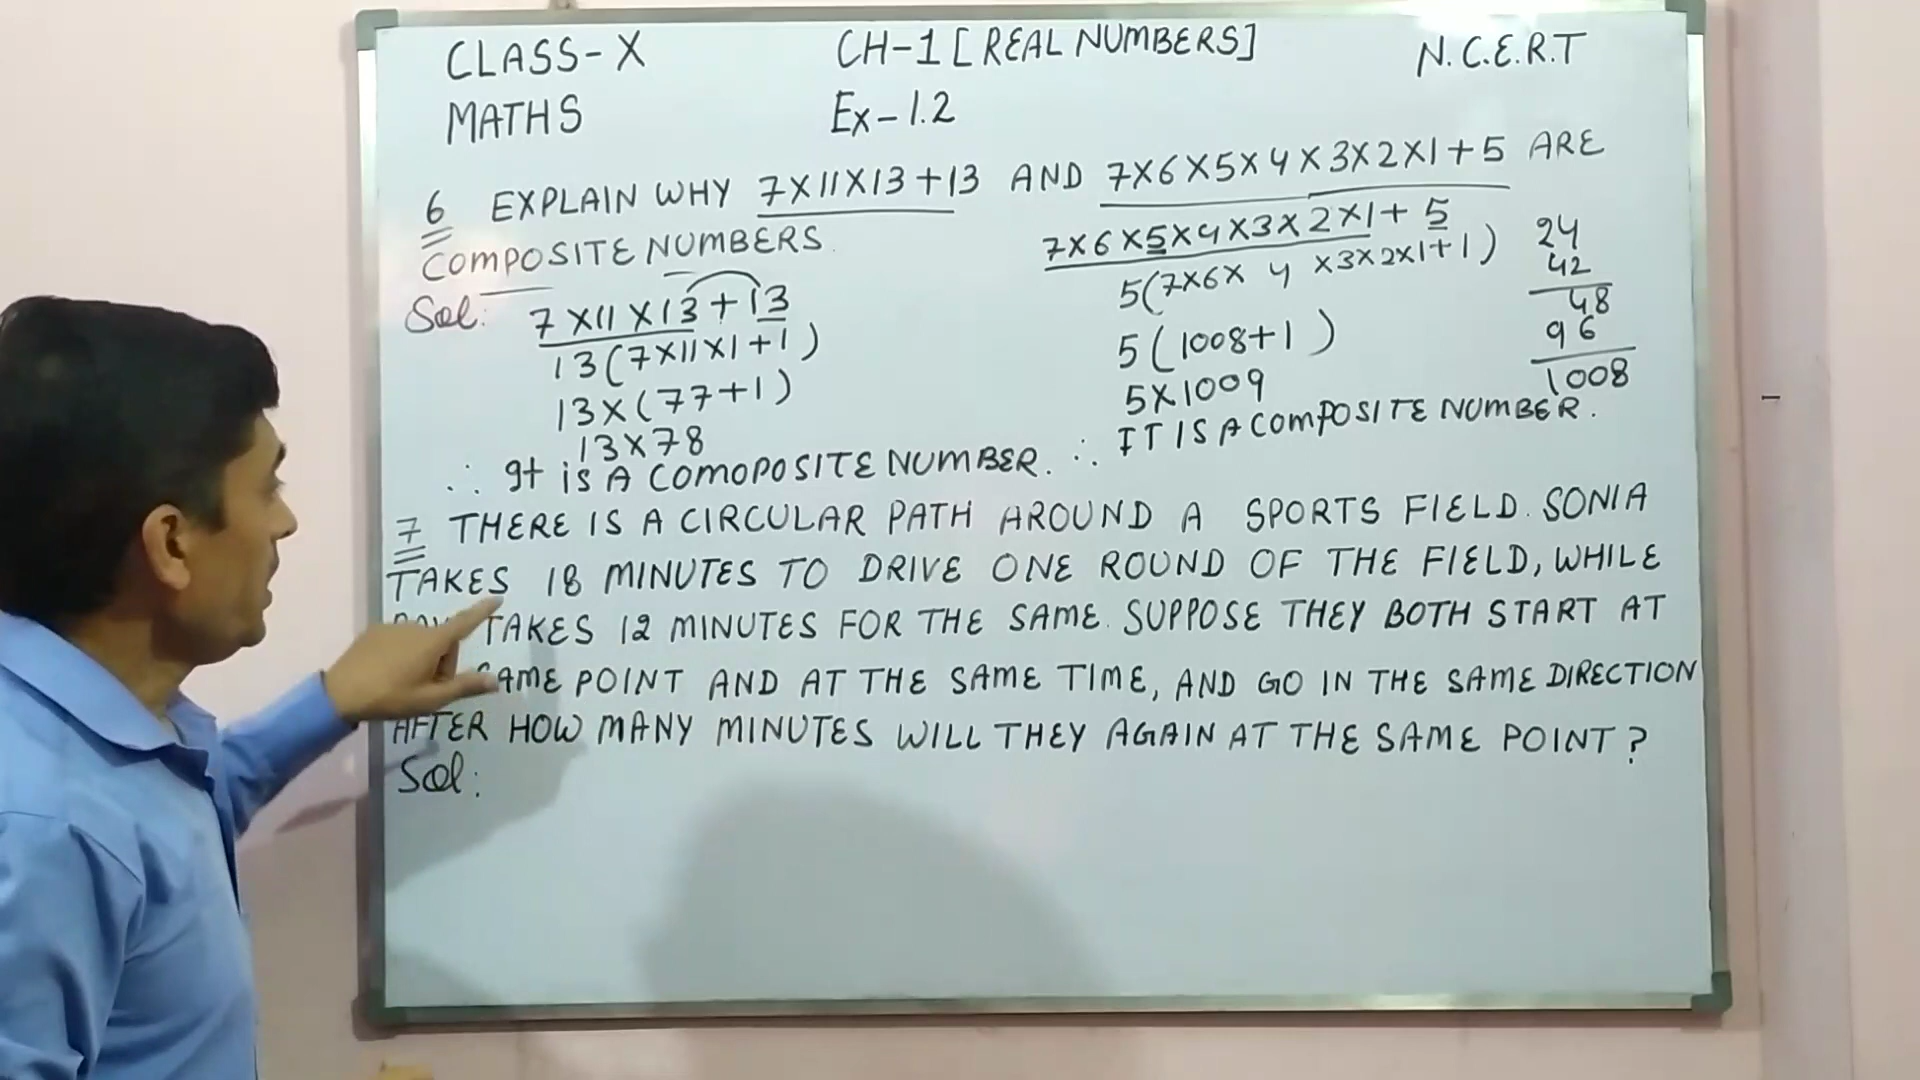 CLASS-X CH-1[REAL NUMBERS] N.C.E.R.T
MATHS Ex-1.2
6 EXPLAIN WHY 7X11X13+13 AND 7X6X5X4X3X2X1+5 ARE
COMPOSITE NUMBERS.
Sol: 7X11X13+13
13(7X11X1+1)
13X(77+1)
13X78
∴ It is A COMOPOSITE NUMBER.
7X6X5X4X3X2X1+5
5(7X6X 4 X3X2X1+1)
5(1008+1)
5X1009
∴ IT IS A COMPOSITE NUMBER.
24
42
48
96
1008
7 THERE IS A CIRCULAR PATH AROUND A SPORTS FIELD. SONIA
TAKES 18 MINUTES TO DRIVE ONE ROUND OF THE FIELD, WHILE
TAKES 12 MINUTES FOR THE SAME. SUPPOSE THEY BOTH START AT
SAME POINT AND AT THE SAME TIME, AND GO IN THE SAME DIRECTION
AFTER HOW MANY MINUTES WILL THEY AGAIN AT THE SAME POINT?
Sol: